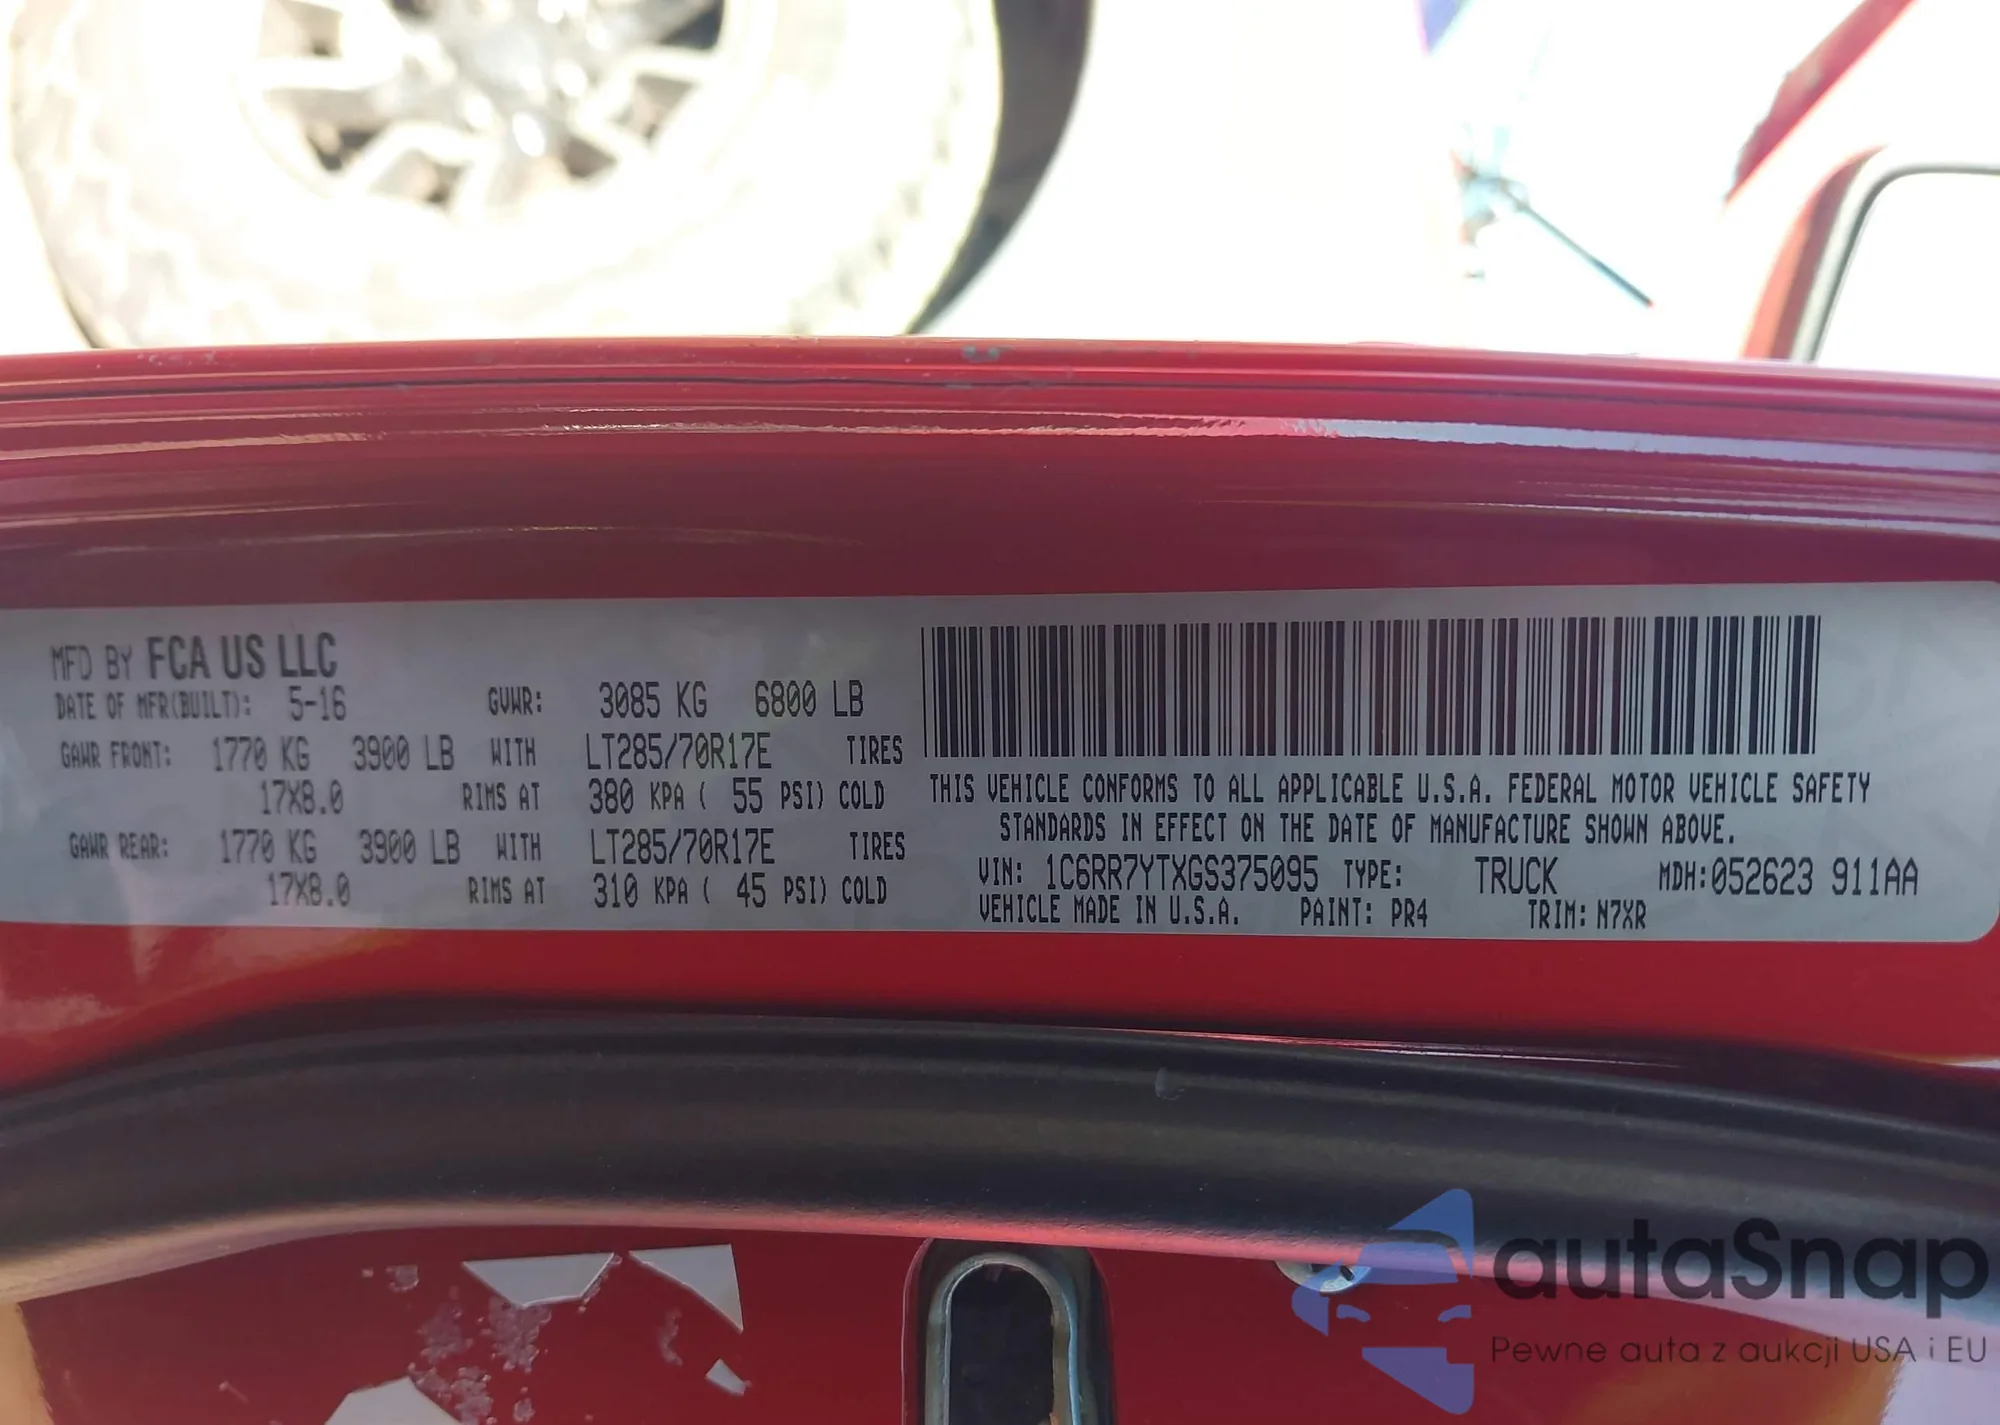 MFD BY FCA US LLC
DATE OF MFR(BUILT): 5-16 GVWR: 3085 KG 6800 LB
GAWR FRONT: 1770 KG 3900 LB WITH LT285/70R17E TIRES
17X8.0 RIMS AT 380 KPA ( 55 PSI) COLD
GAWR REAR: 1770 KG 3900 LB WITH LT285/70R17E TIRES
17X8.0 RIMS AT 310 KPA ( 45 PSI) COLD
THIS VEHICLE CONFORMS TO ALL APPLICABLE U.S.A. FEDERAL MOTOR VEHICLE SAFETY
STANDARDS IN EFFECT ON THE DATE OF MANUFACTURE SHOWN ABOVE.
VIN: 1C6RR7YTXGS375095 TYPE: TRUCK MDH:052623 911AA
VEHICLE MADE IN U.S.A. PAINT: PR4 TRIM: N7XR
autaSnap
Pewne auta z aukcji USA i EU